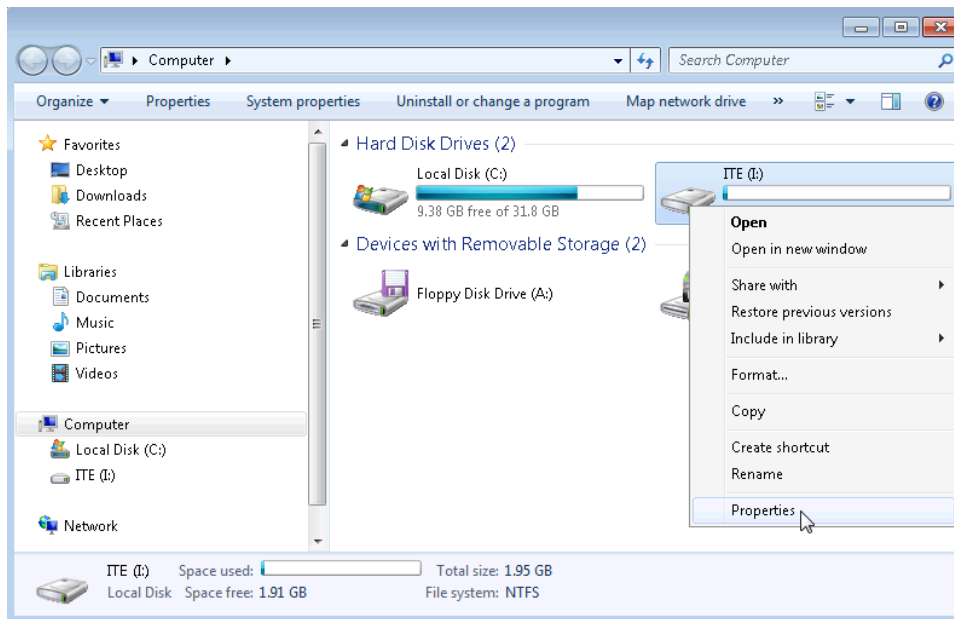 Computer
Search Computer
Organize Properties System properties Uninstall or change a program Map network drive »
Favorites
Desktop
Downloads
Recent Places
Libraries
Documents
Music
Pictures
Videos
Computer
Local Disk (C:)
ITE (I:)
Network
Hard Disk Drives (2)
Local Disk (C:)
9.38 GB free of 31.8 GB
ITE (I:)
Devices with Removable Storage (2)
Floppy Disk Drive (A:)
Open
Open in new window
Share with
Restore previous versions
Include in library
Format...
Copy
Create shortcut
Rename
Properties
ITE (I:) Space used: Total size: 1.95 GB
Local Disk Space free: 1.91 GB File system: NTFS